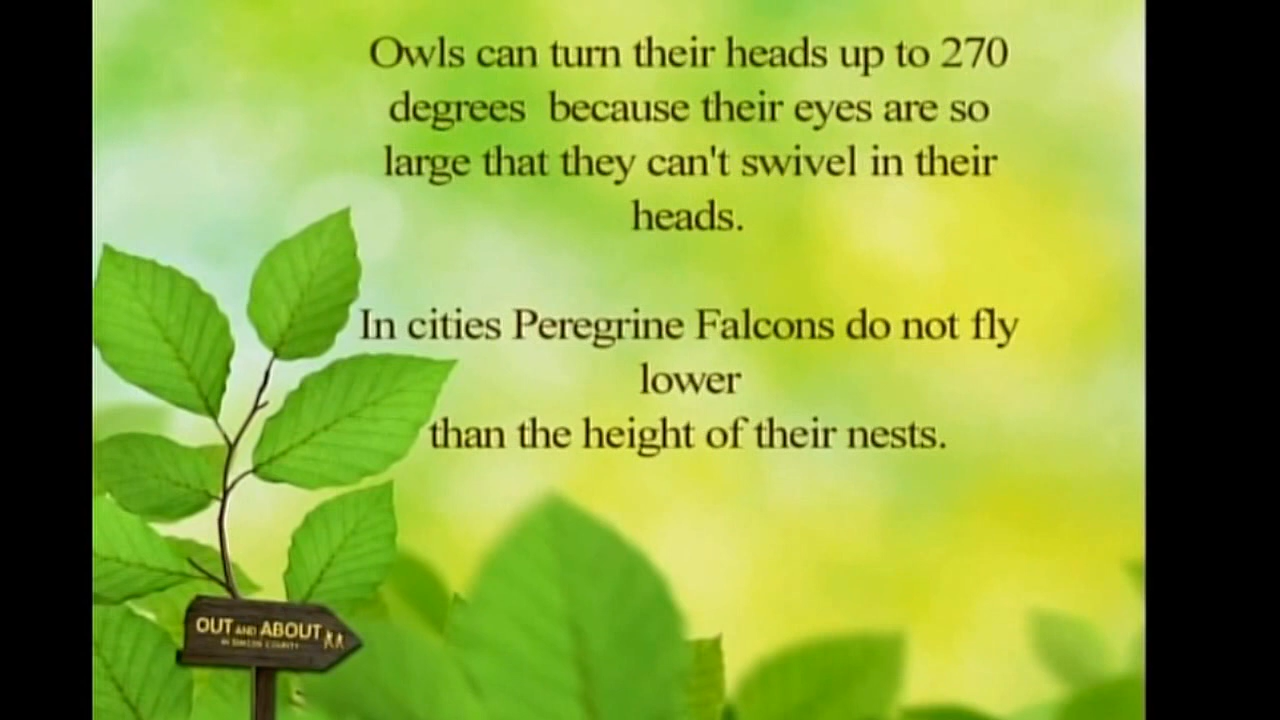 Owls can turn their heads up to 270
degrees  because their eyes are so
large that they can't swivel in their
heads.
In cities Peregrine Falcons do not fly
lower
than the height of their nests.
OUT AND ABOUT